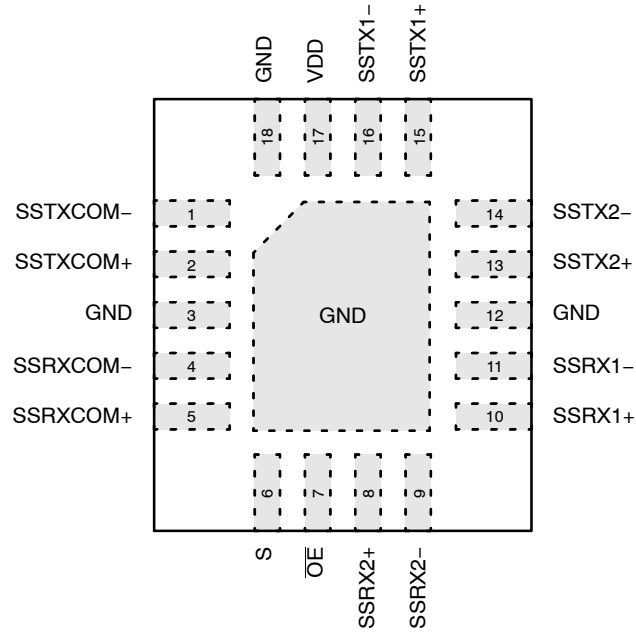 GND
VDD
SSTX1−
SSTX1+
18
17
16
15
SSTXCOM− 1
14 SSTX2−
SSTXCOM+ 2
13 SSTX2+
GND 3
GND
12 GND
SSRXCOM− 4
11 SSRX1−
SSRXCOM+ 5
10 SSRX1+
6
7
8
9
S
O̅E̅
SSRX2+
SSRX2−